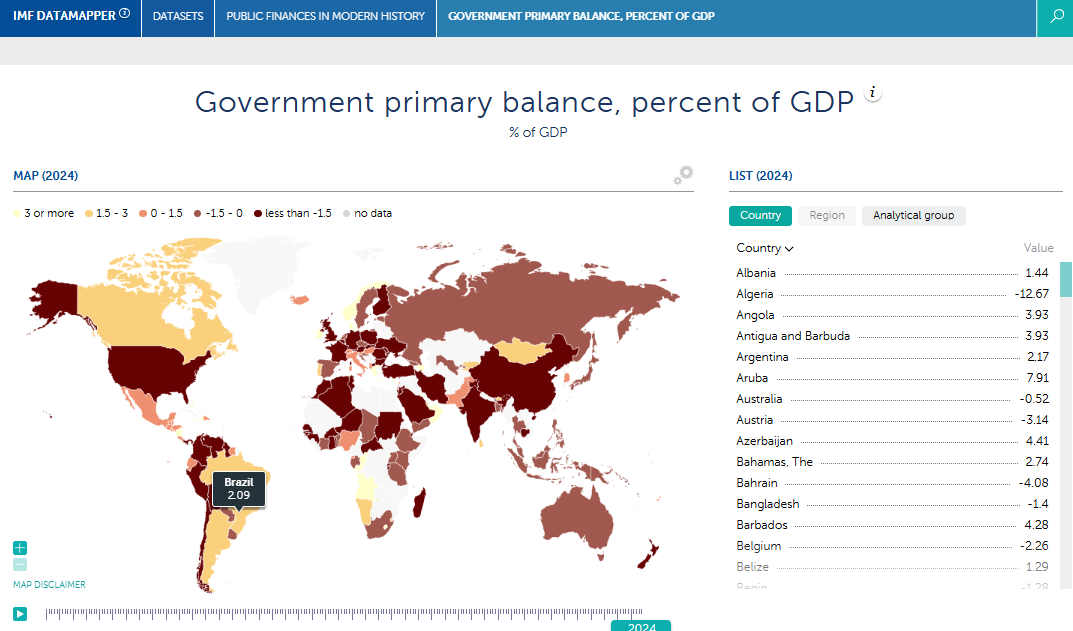 IMF DATAMAPPER
DATASETS
PUBLIC FINANCES IN MODERN HISTORY
GOVERNMENT PRIMARY BALANCE, PERCENT OF GDP
Government primary balance, percent of GDP i
% of GDP
MAP (2024)
3 or more 1.5 - 3 0 - 1.5 -1.5 - 0 less than -1.5 no data
Brazil
2.09
MAP DISCLAIMER
2024
LIST (2024)
Country Region Analytical group
Country Value
Albania 1.44
Algeria -12.67
Angola 3.93
Antigua and Barbuda 3.93
Argentina 2.17
Aruba 7.91
Australia -0.52
Austria -3.14
Azerbaijan 4.41
Bahamas, The 2.74
Bahrain -4.08
Bangladesh -1.4
Barbados 4.28
Belgium -2.26
Belize 1.29
Benin -1.28